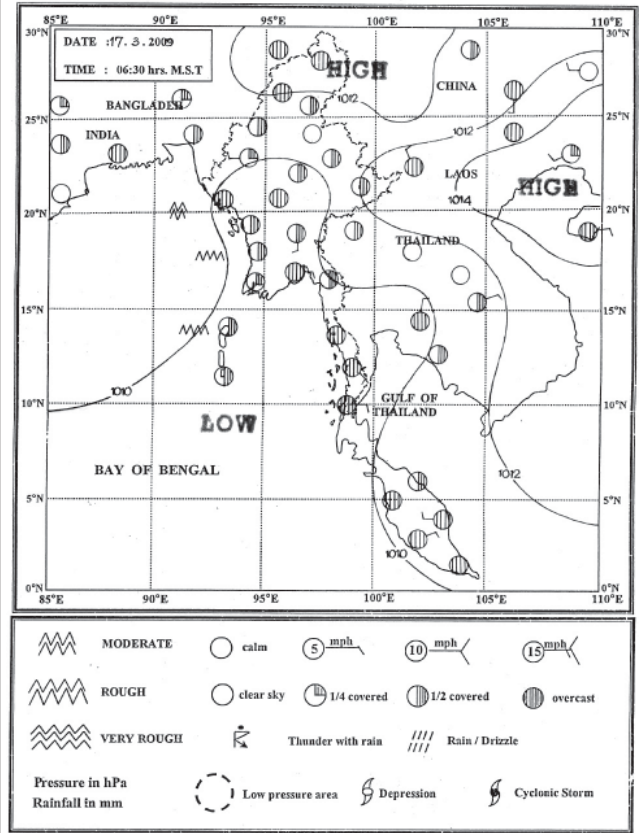 85°E 90°E 95°E 100°E 105°E 110°E
30°N
DATE :17.3.2009
TIME : 06:30 hrs. M.S.T
HIGH
CHINA
1012
BANGLADESH
25°N 25°N
INDIA
1012
LAOS
HIGH
1014
20°N 20°N
THAILAND
15°N 15°N
1010
10°N 10°N
GULF OF
THAILAND
LOW
BAY OF BENGAL
1012
5°N 5°N
1010
0°N 0°N
85°E 90°E 95°E 100°E 105°E 110°E
MODERATE calm 5 mph 10 mph 15 mph
ROUGH clear sky 1/4 covered 1/2 covered overcast
VERY ROUGH Thunder with rain Rain / Drizzle
Pressure in hPa
Rainfall in mm
Low pressure area Depression Cyclonic Storm